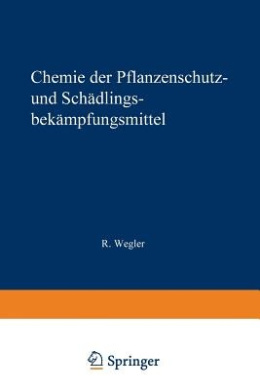 Chemie der Pflanzenschutz-
und Schädlings-
bekämpfungsmittel
R. Wegler
Springer